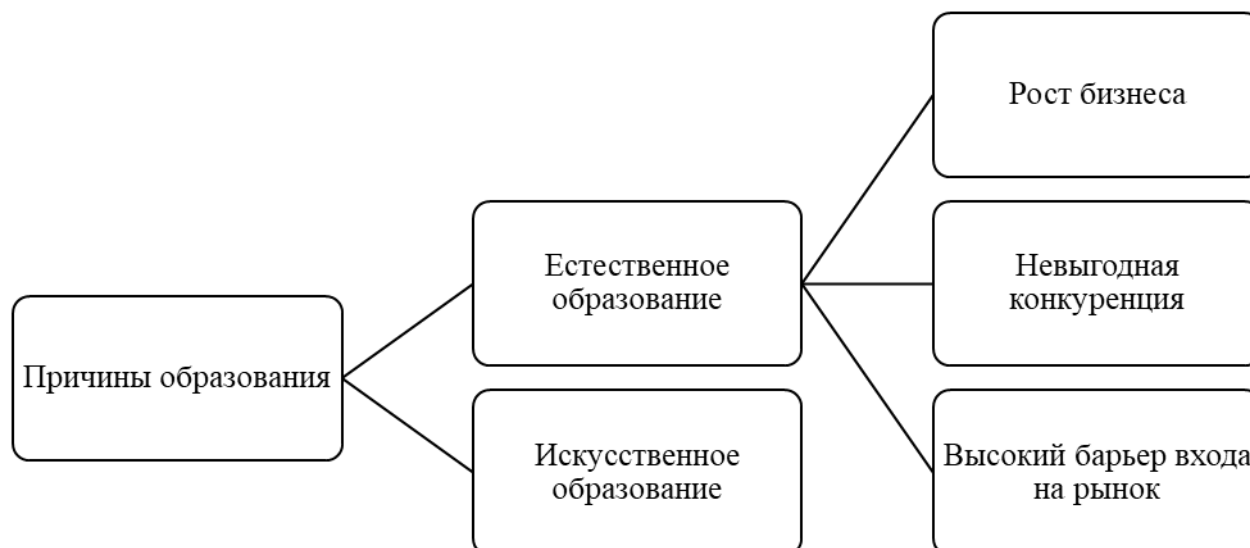 Причины образования
Естественное
образование
Искусственное
образование
Рост бизнеса
Невыгодная
конкуренция
Высокий барьер входа
на рынок